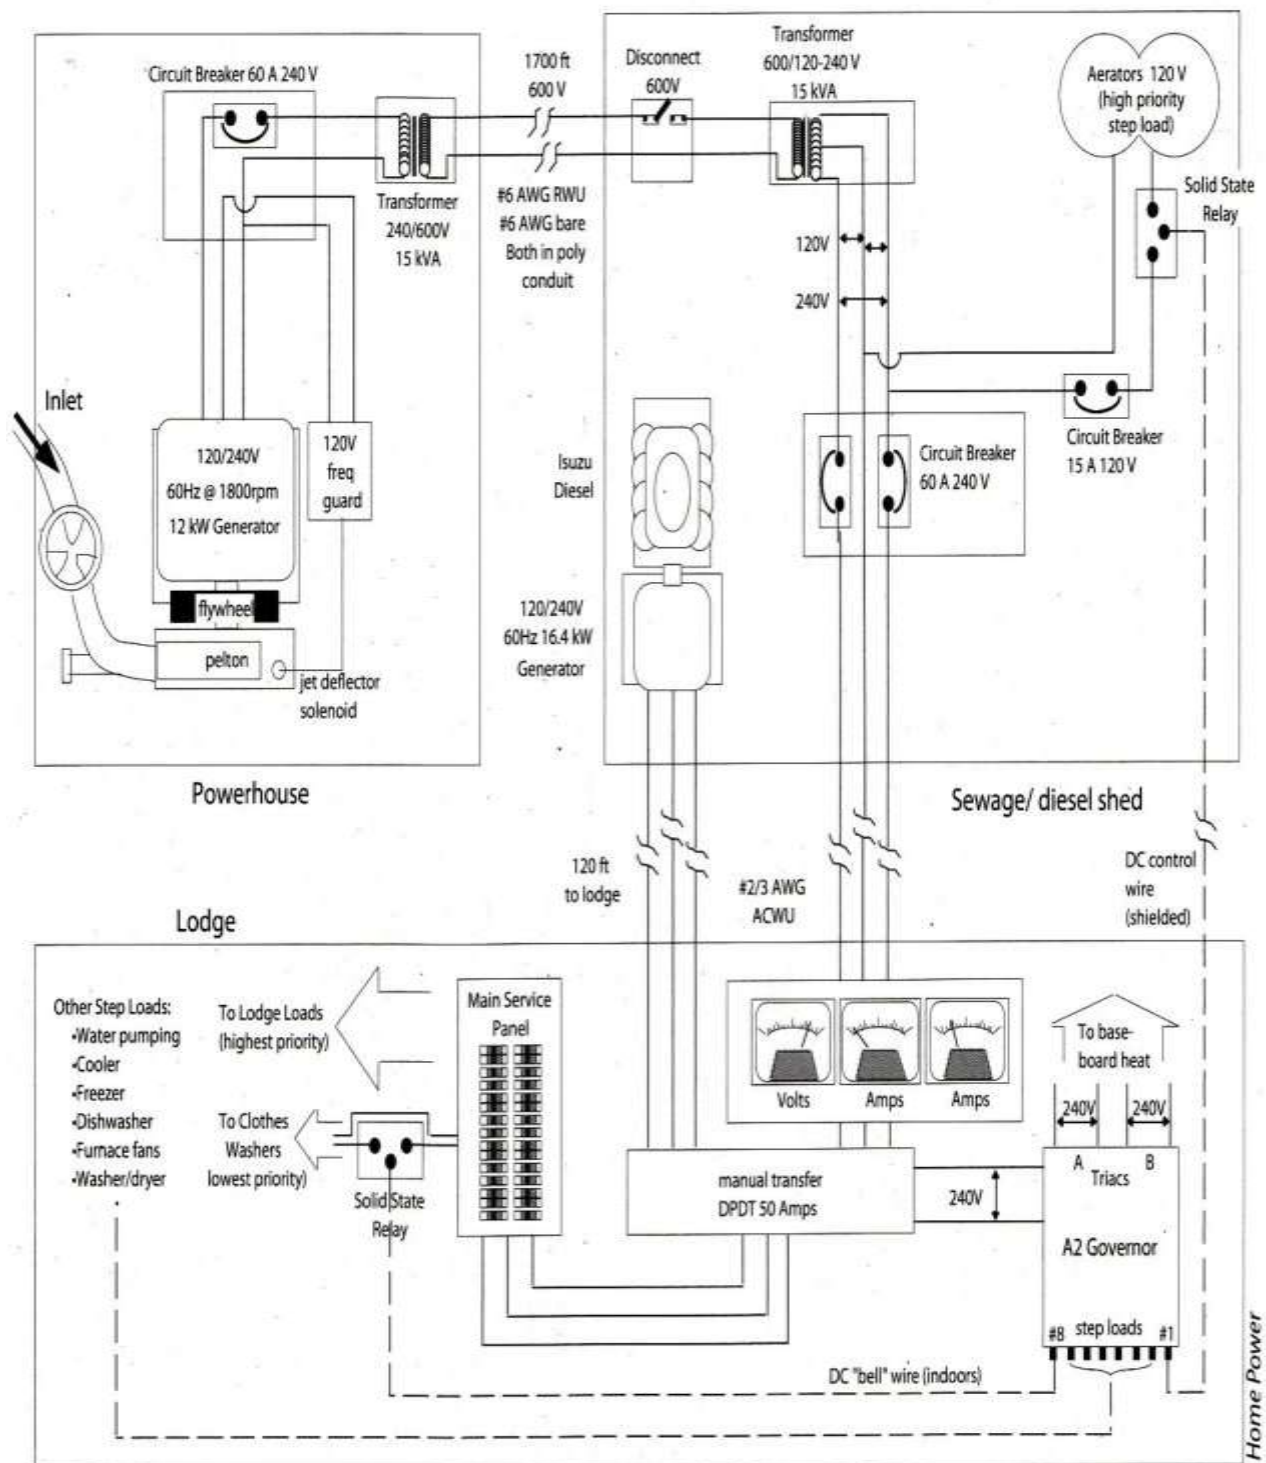 Circuit Breaker 60 A 240 V
Transformer
240/600V
15 kVA
1700 ft
600 V
#6 AWG RWU
#6 AWG bare
Both in poly
conduit
Disconnect
600V
Transformer
600/120-240 V
15 kVA
Aerators 120 V
(high priority
step load)
Solid State
Relay
120V
240V
Circuit Breaker
15 A 120 V
Circuit Breaker
60 A 240 V
Inlet
120/240V
60Hz @ 1800rpm
12 kW Generator
120V
freq
guard
flywheel
pelton
jet deflector
solenoid
Powerhouse
Isuzu
Diesel
120/240V
60Hz 16.4 kW
Generator
Sewage/ diesel shed
120 ft
to lodge
#2/3 AWG
ACWU
DC control
wire
(shielded)
Lodge
Other Step Loads:
•Water pumping
•Cooler
•Freezer
•Dishwasher
•Furnace fans
•Washer/dryer
To Lodge Loads
(highest priority)
To Clothes
Washers
lowest priority)
Solid State
Relay
Main Service
Panel
Volts
Amps
Amps
manual transfer
DPDT 50 Amps
240V
To base-
board heat
240V
240V
A
B
Triacs
A2 Governor
#8
step loads
#1
DC "bell" wire (indoors)
Home Power